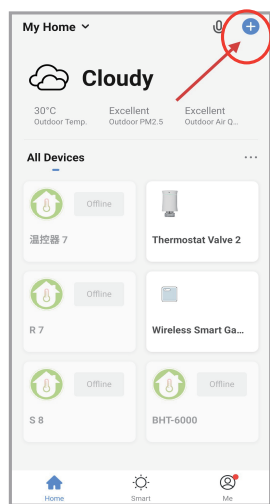 My Home
Cloudy
30°C Excellent Excellent
Outdoor Temp. Outdoor PM2.5 Outdoor Air Q...
All Devices
Offline
温控器 7 Thermostat Valve 2
Offline
R 7 Wireless Smart Ga...
Offline Offline
S 8 BHT-6000
Home Smart Me